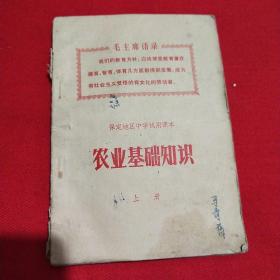 毛主席语录
我们的教育方针，应该使受教育者在
德育、智育、体育几方面都得到发展，成为
有社会主义觉悟的有文化的劳动者。
保定地区中学试用课本
农业基础知识
上册